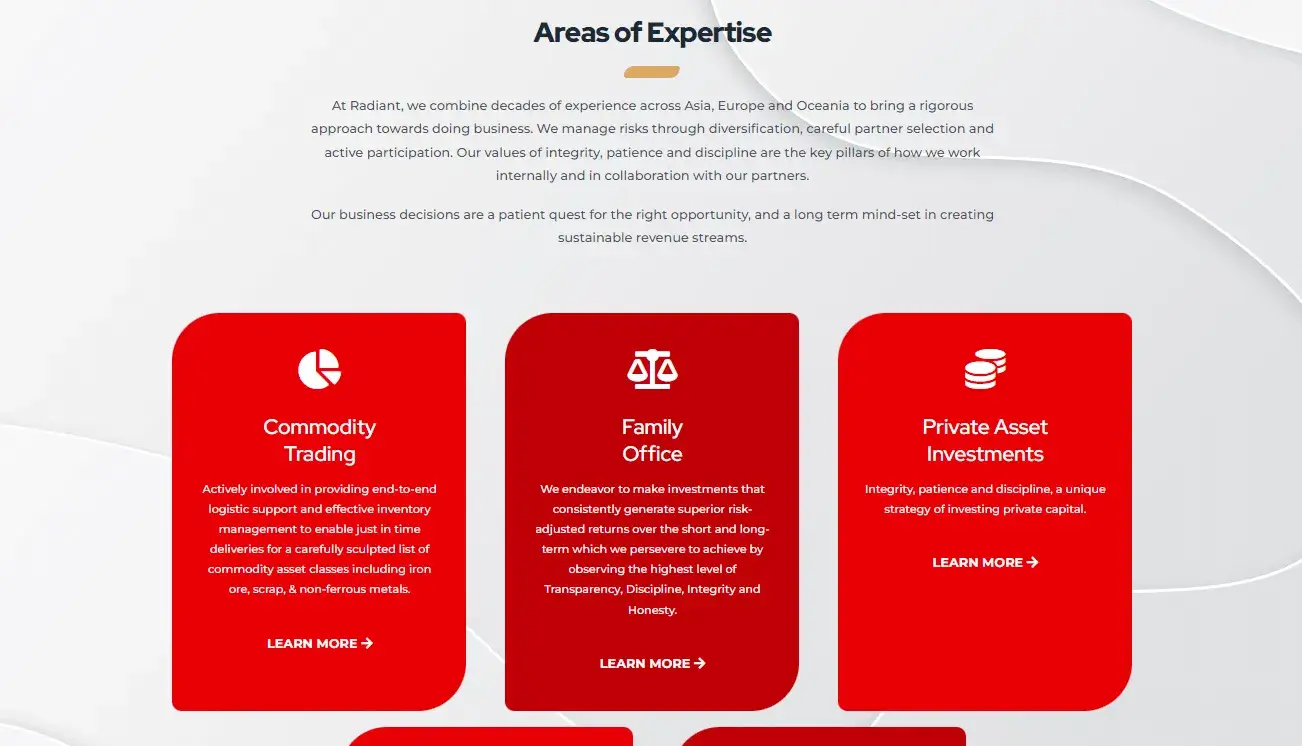 Areas of Expertise
At Radiant, we combine decades of experience across Asia, Europe and Oceania to bring a rigorous
approach towards doing business. We manage risks through diversification, careful partner selection and
active participation. Our values of integrity, patience and discipline are the key pillars of how we work
internally and in collaboration with our partners.
Our business decisions are a patient quest for the right opportunity, and a long term mind-set in creating
sustainable revenue streams.
Commodity
Trading
Actively involved in providing end-to-end
logistic support and effective inventory
management to enable just in time
deliveries for a carefully sculpted list of
commodity asset classes including iron
ore, scrap, & non-ferrous metals.
LEARN MORE →
Family
Office
We endeavor to make investments that
consistently generate superior risk-
adjusted returns over the short and long-
term which we persevere to achieve by
observing the highest level of
Transparency, Discipline, Integrity and
Honesty.
LEARN MORE →
Private Asset
Investments
Integrity, patience and discipline, a unique
strategy of investing private capital.
LEARN MORE →